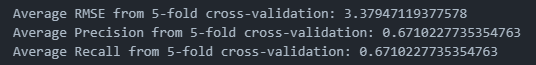 Average RMSE from 5-fold cross-validation: 3.37947119377578
Average Precision from 5-fold cross-validation: 0.6710227735354763
Average Recall from 5-fold cross-validation: 0.6710227735354763